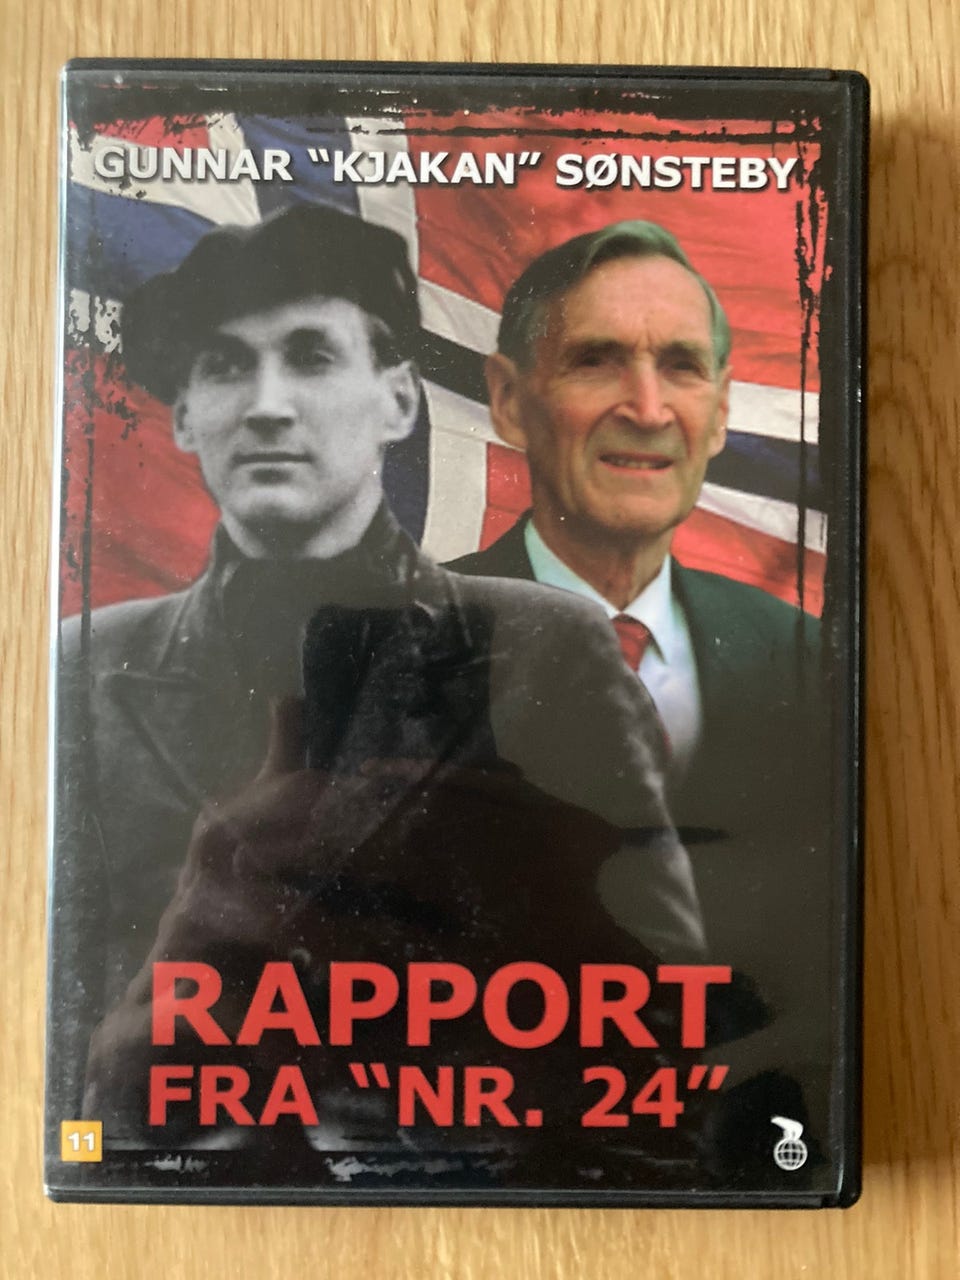 GUNNAR "KJAKAN" SØNSTEBY
RAPPORT
FRA "NR. 24"
11